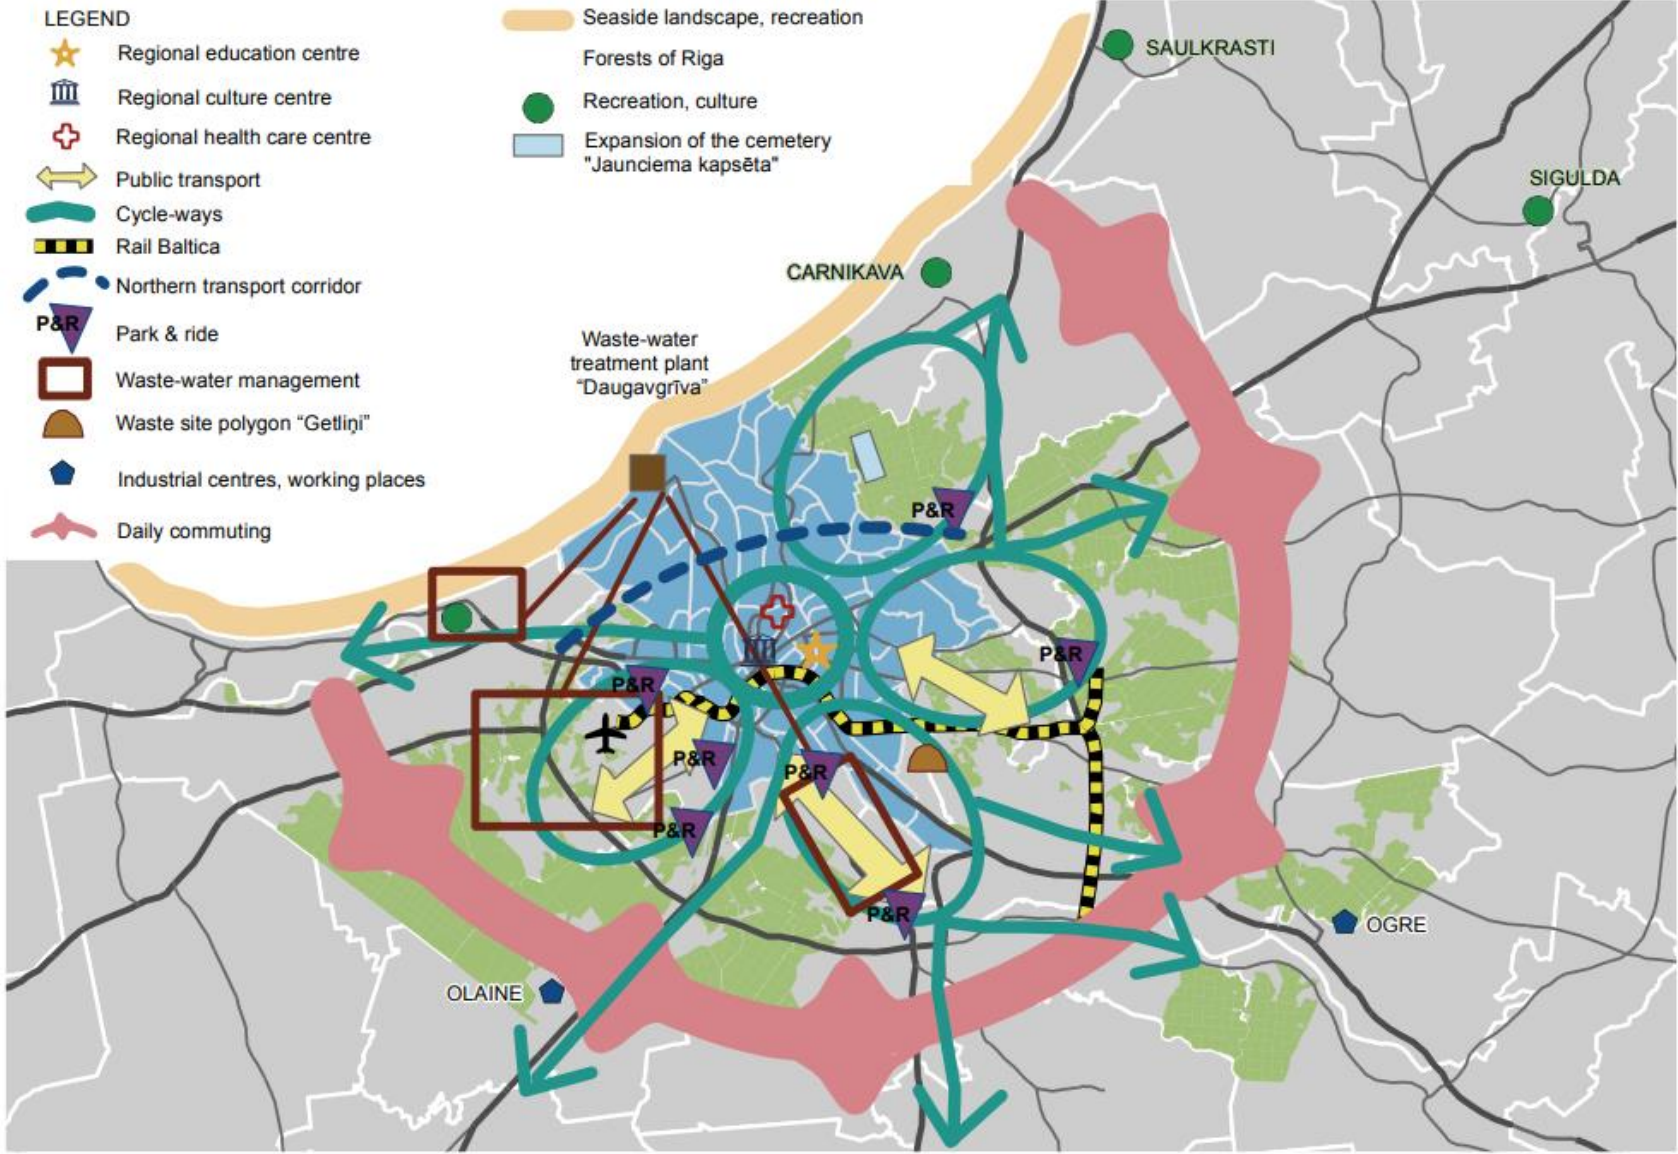 LEGEND
Regional education centre
Regional culture centre
Regional health care centre
Public transport
Cycle-ways
Rail Baltica
Northern transport corridor
P&R
Park & ride
Waste-water management
Waste site polygon “Getliņi”
Industrial centres, working places
Daily commuting
Seaside landscape, recreation
Forests of Riga
Recreation, culture
Expansion of the cemetery
"Jaunciema kapsēta"
SAULKRASTI
SIGULDA
CARNIKAVA
Waste-water
treatment plant
“Daugavgrīva”
P&R
P&R
P&R
P&R
P&R
P&R
P&R
OGRE
OLAINE